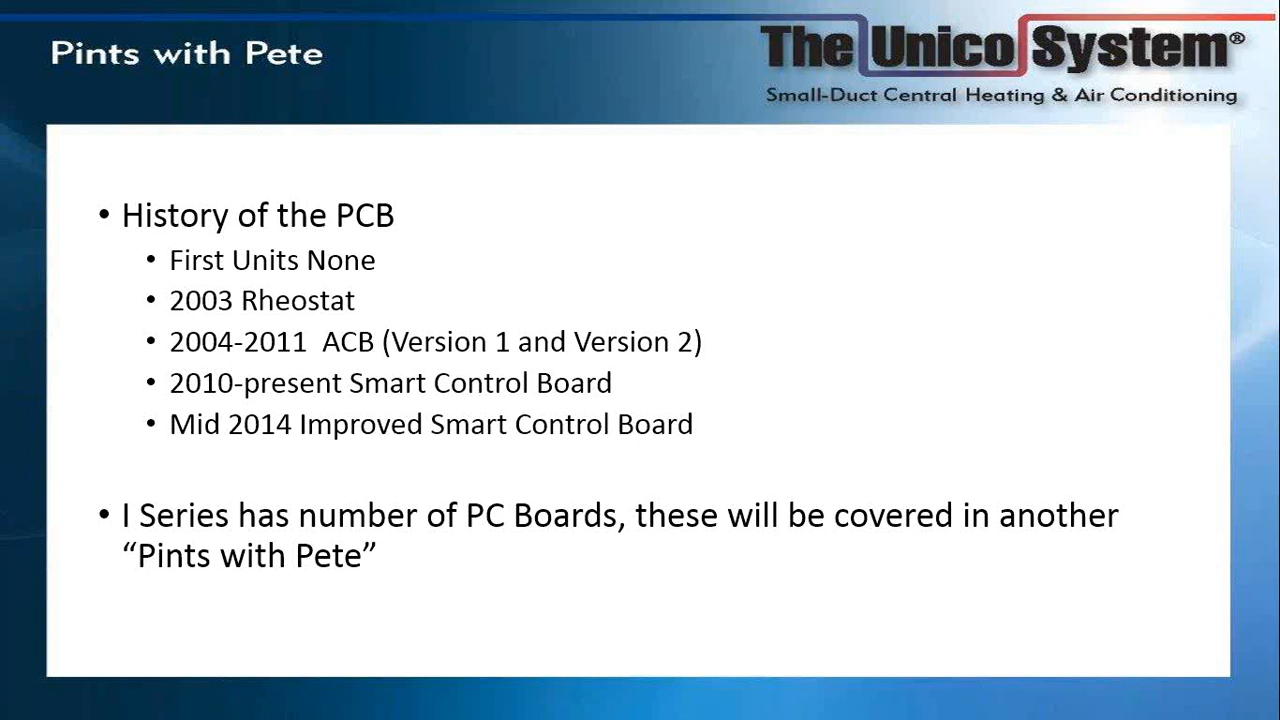 Pints with Pete
The Unico System®
Small-Duct Central Heating & Air Conditioning
• History of the PCB
• First Units None
• 2003 Rheostat
• 2004-2011  ACB (Version 1 and Version 2)
• 2010-present Smart Control Board
• Mid 2014 Improved Smart Control Board
• I Series has number of PC Boards, these will be covered in another
“Pints with Pete”